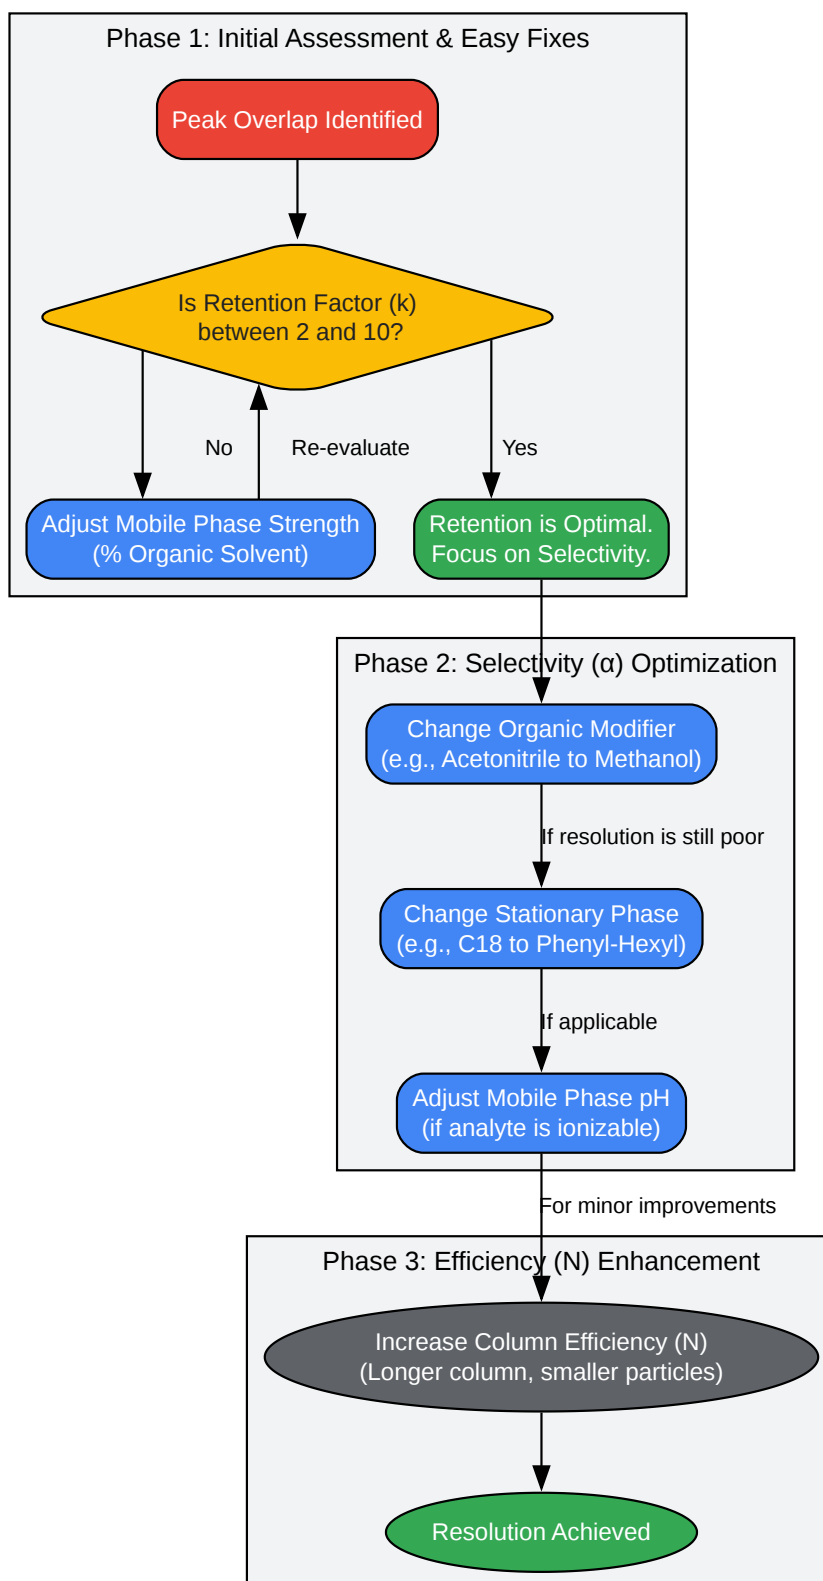 Phase 1: Initial Assessment & Easy Fixes
Peak Overlap Identified
Is Retention Factor (k)
between 2 and 10?
No
Re-evaluate
Yes
Adjust Mobile Phase Strength
(% Organic Solvent)
Retention is Optimal.
Focus on Selectivity.
Phase 2: Selectivity (α) Optimization
Change Organic Modifier
(e.g., Acetonitrile to Methanol)
If resolution is still poor
Change Stationary Phase
(e.g., C18 to Phenyl-Hexyl)
If applicable
Adjust Mobile Phase pH
(if analyte is ionizable)
For minor improvements
Phase 3: Efficiency (N) Enhancement
Increase Column Efficiency (N)
(Longer column, smaller particles)
Resolution Achieved